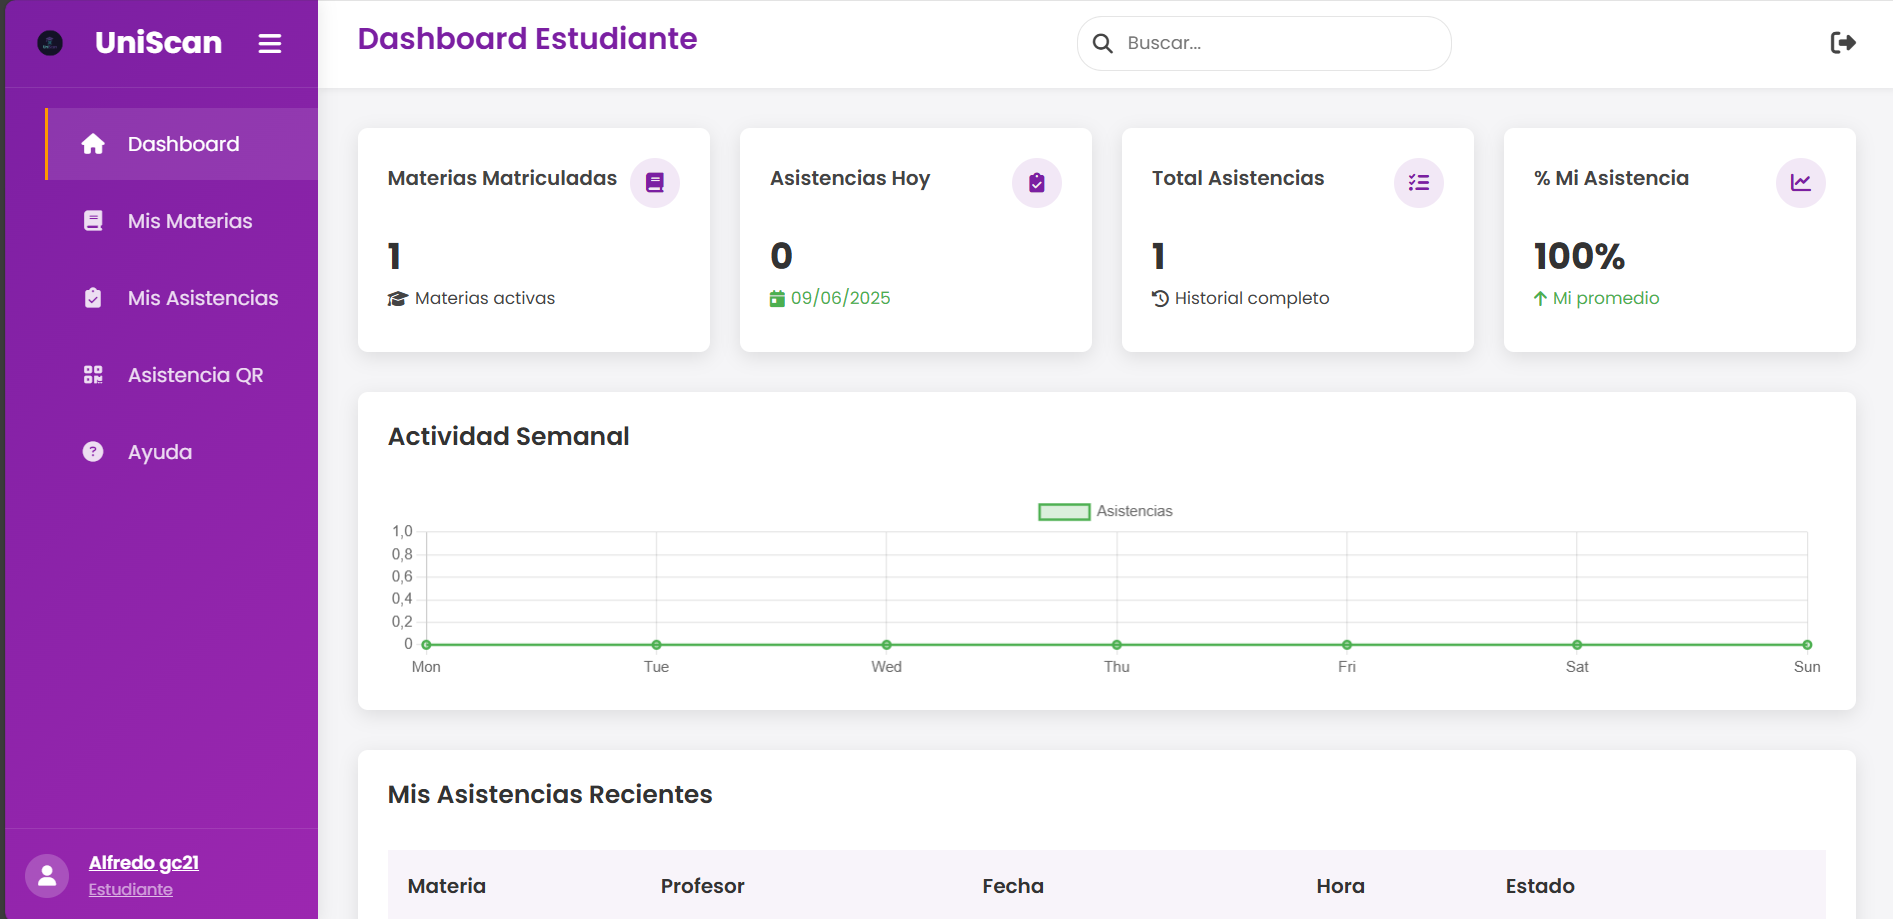 UniScan
Dashboard
Mis Materias
Mis Asistencias
Asistencia QR
Ayuda
Alfredo gc21
Estudiante
Dashboard Estudiante
Buscar...
Materias Matriculadas
1
Materias activas
Asistencias Hoy
0
09/06/2025
Total Asistencias
1
Historial completo
% Mi Asistencia
100%
Mi promedio
Actividad Semanal
Asistencias
1,0
0,8
0,6
0,4
0,2
0
Mon Tue Wed Thu Fri Sat Sun
Mis Asistencias Recientes
Materia Profesor Fecha Hora Estado